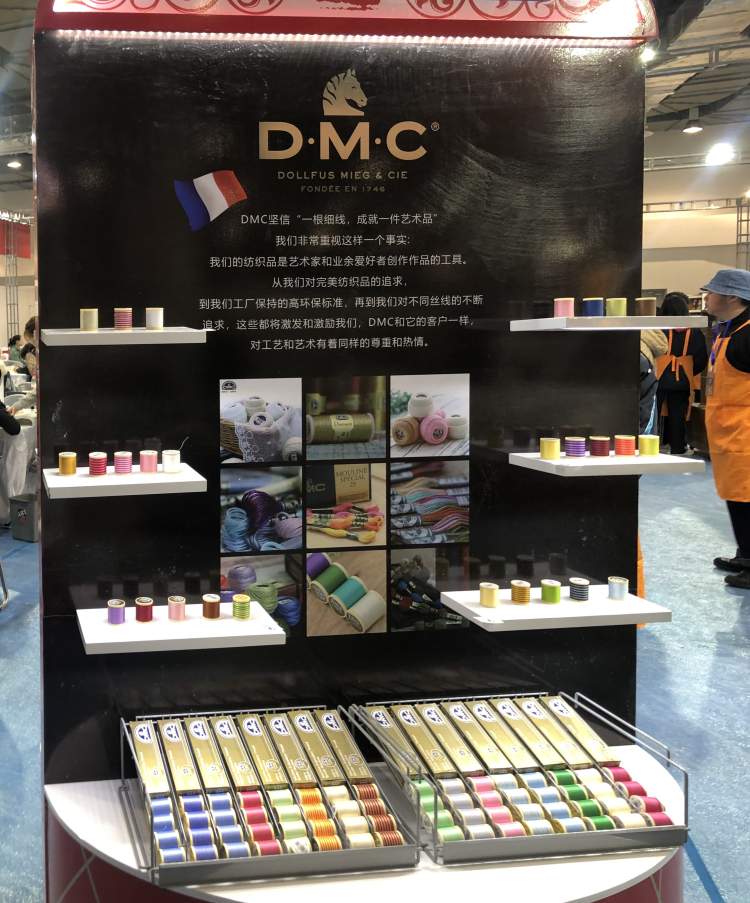 D·M·C®
DOLLFUS MIEG & CIE
FONDÉE EN 1746
DMC坚信“一根细线，成就一件艺术品”
我们非常重视这样一个事实:
我们的纺织品是艺术家和业余爱好者创作作品的工具。
从我们对完美纺织品的追求，
到我们工厂保持的高环保标准，再到我们对不同丝线的不断
追求，这些都将激发和激励我们，DMC和它的客户一样，
对工艺和艺术有着同样的尊重和热情。
DMC
MOULINÉ
SPÉCIAL
25